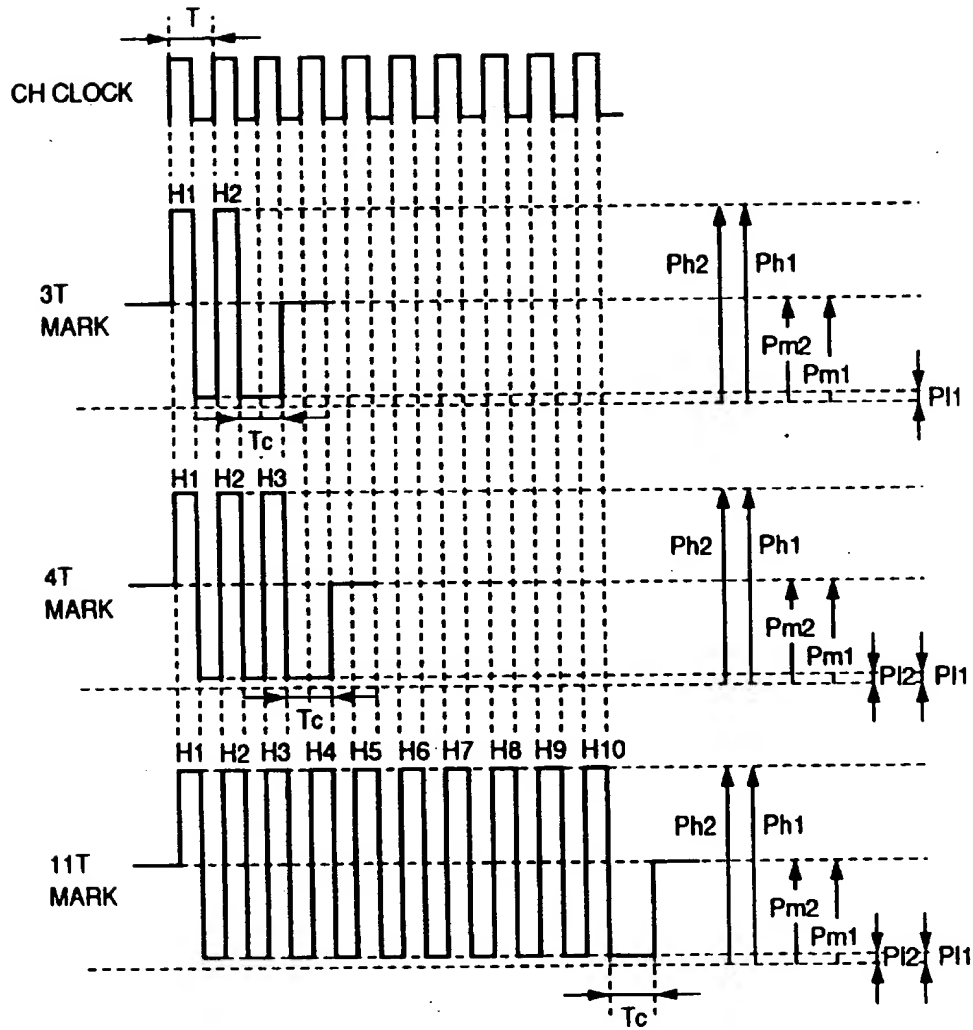 T
CH CLOCK
H1 H2
3T
MARK
Ph2 Ph1
Pm2
Pm1
Pl1
Tc
H1 H2 H3
4T
MARK
Ph2 Ph1
Pm2
Pm1
Pl2 Pl1
Tc
H1 H2 H3 H4 H5 H6 H7 H8 H9 H10
11T
MARK
Ph2 Ph1
Pm2
Pm1
Pl2 Pl1
Tc